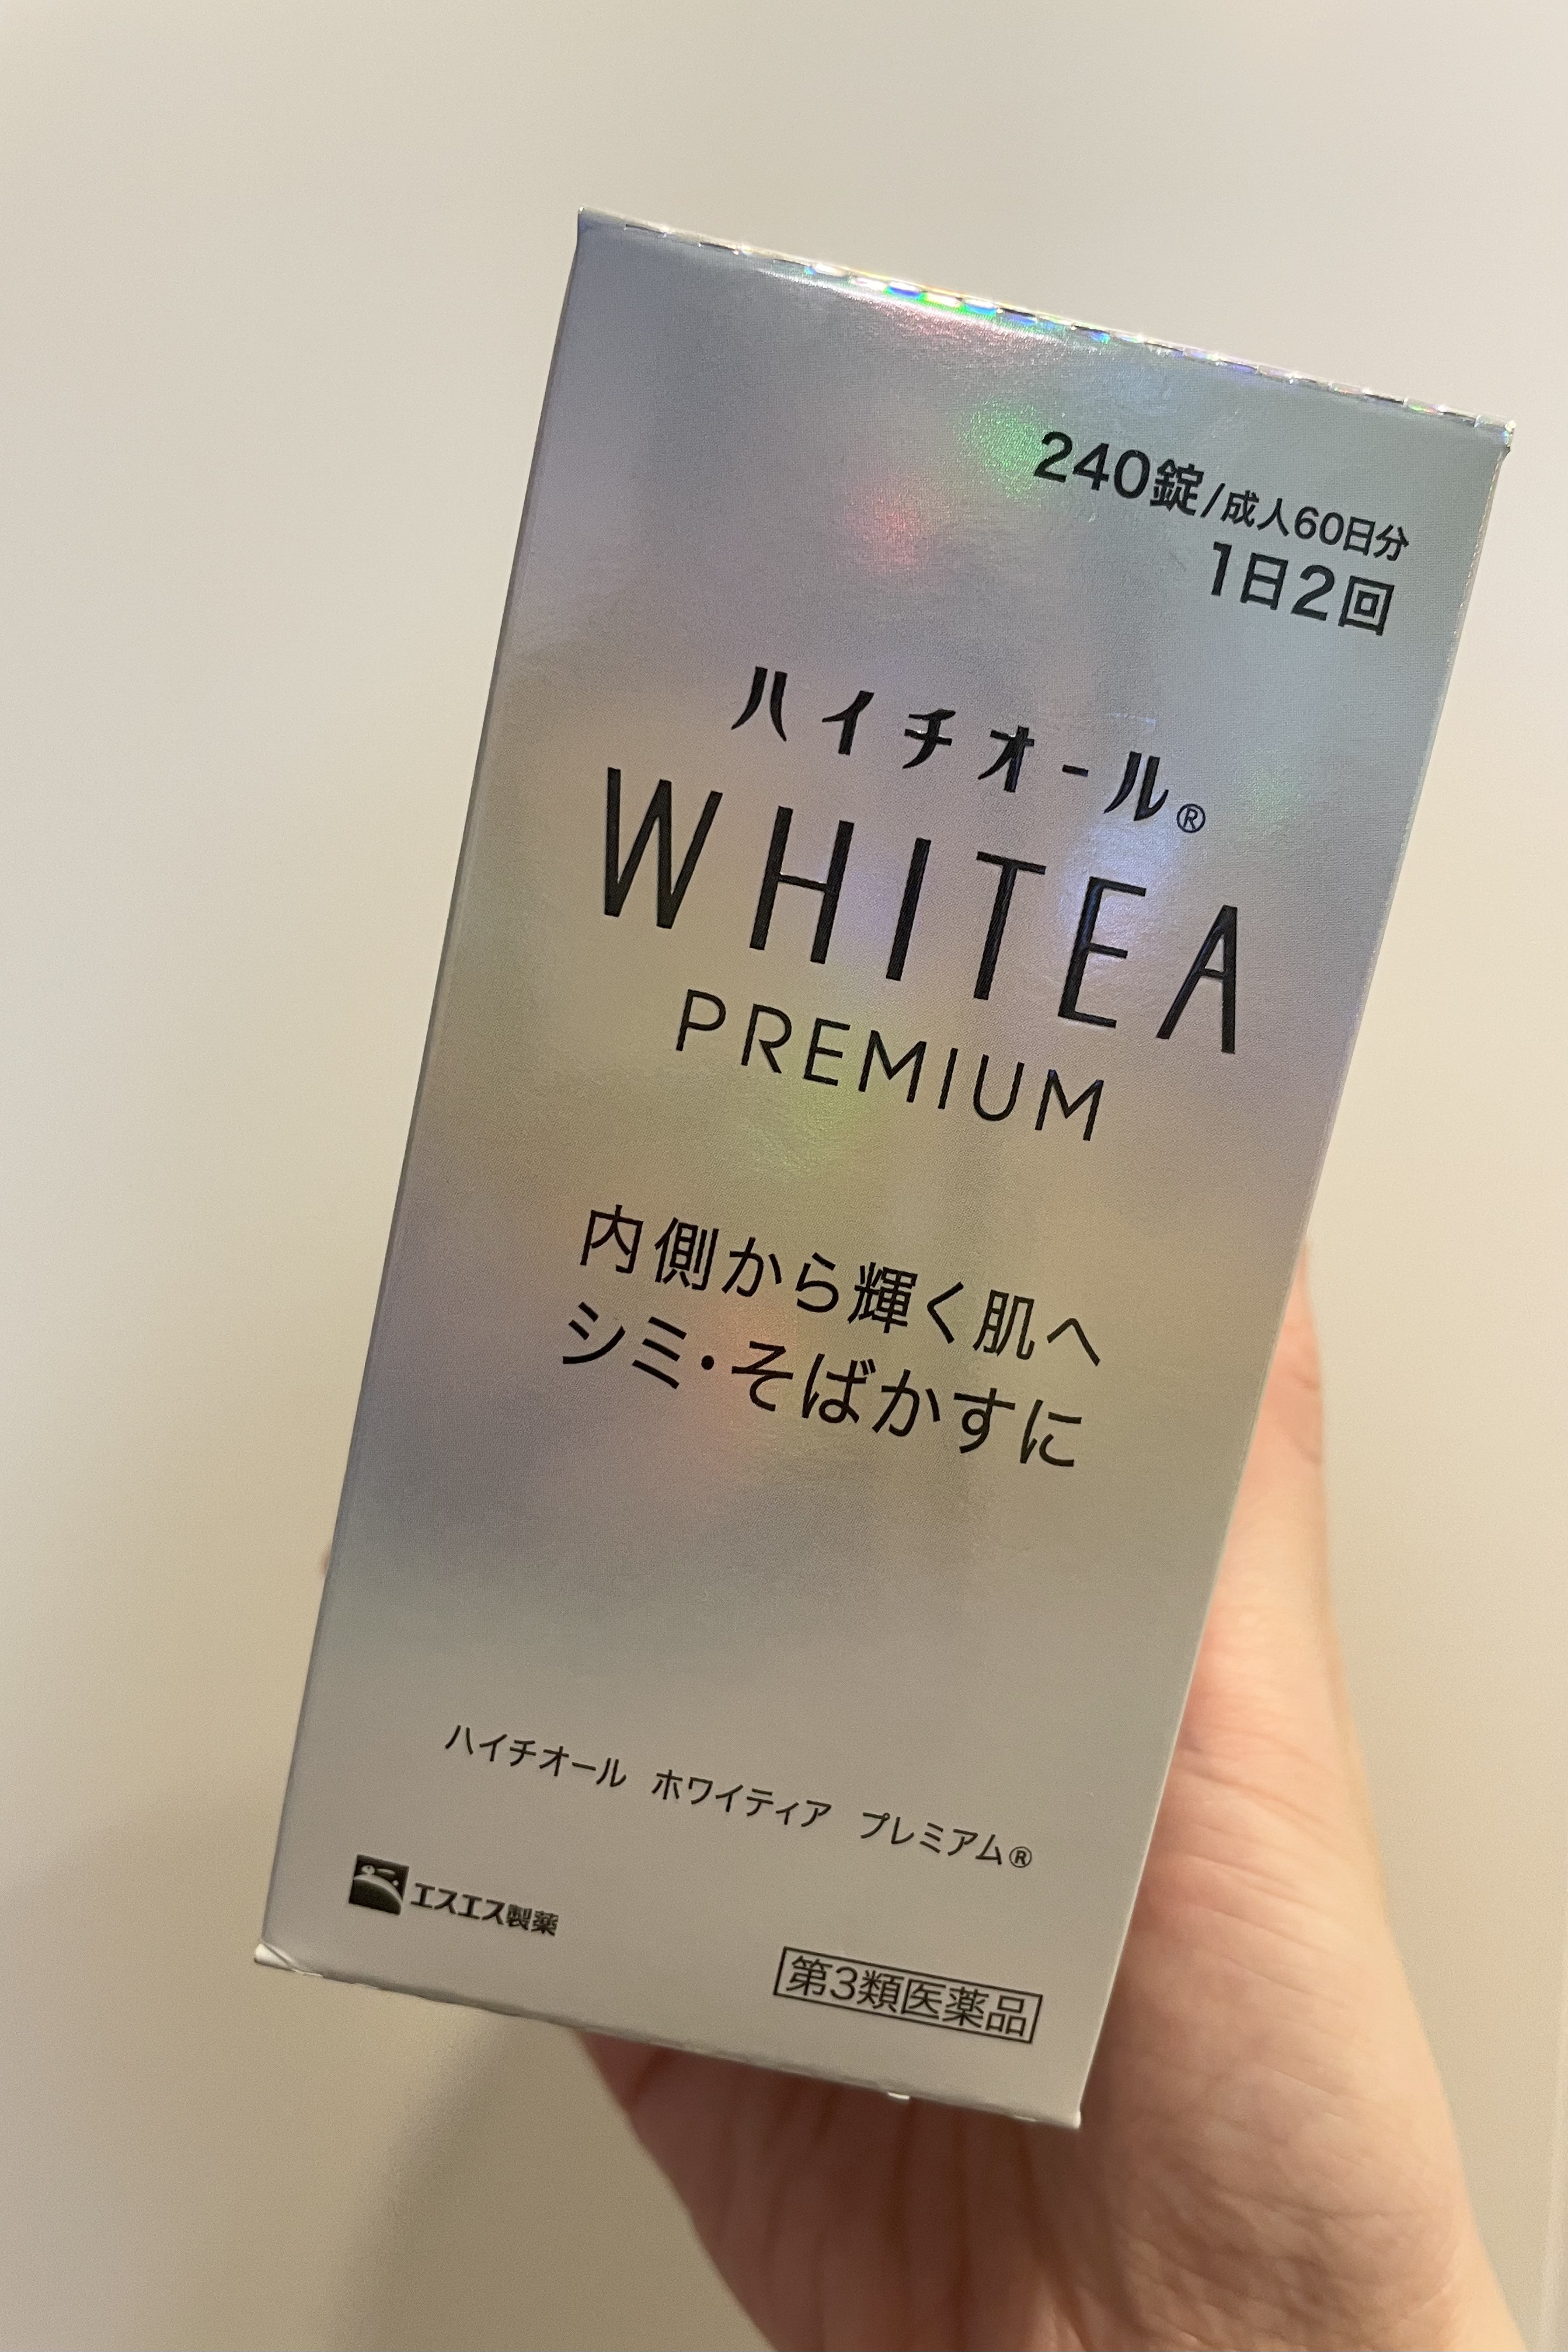 240錠/成人60日分
1日2回
ハイチオール®
WHITEA
PREMIUM
内側から輝く肌へ
シミ・そばかすに
ハイチオール ホワイティア プレミアム®
エスエス製薬
第3類医薬品